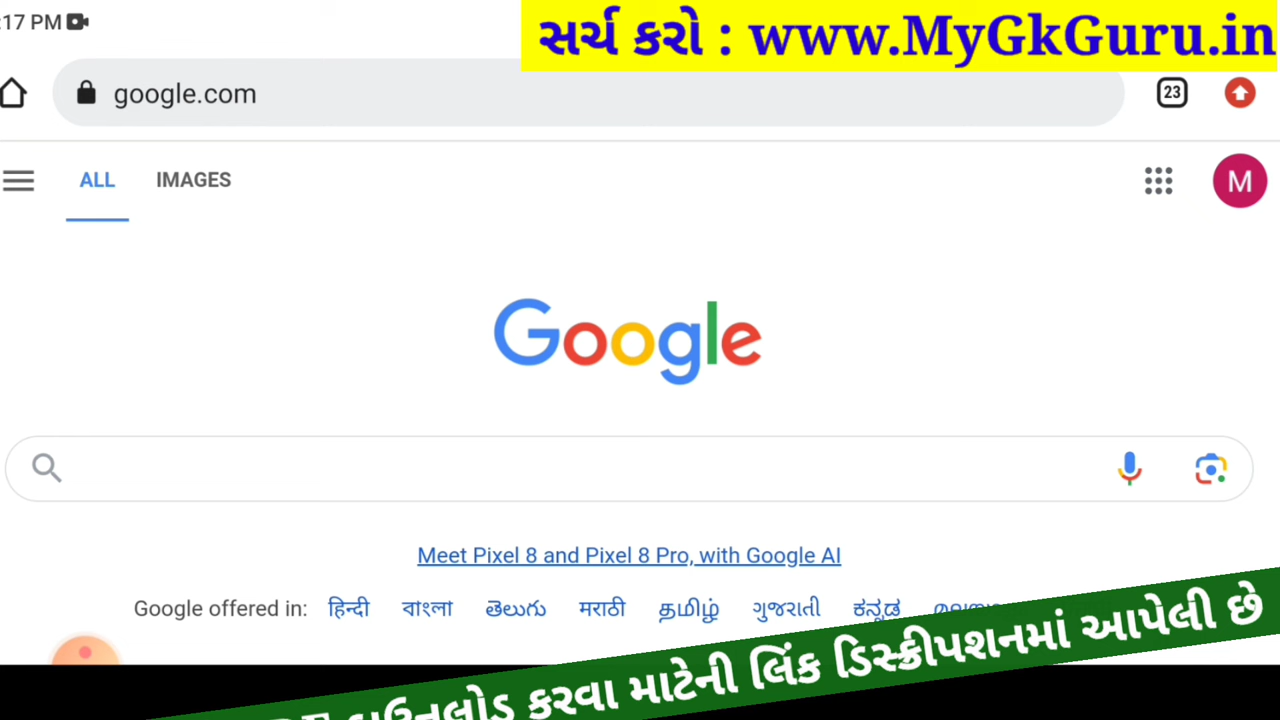 :17 PM
સર્ચ કરો : www.MyGkGuru.in
google.com
23
ALL IMAGES
M
Google
Meet Pixel 8 and Pixel 8 Pro, with Google AI
Google offered in: हिन्दी বাংলা తెలుగు मराठी தமிழ் ગુજરાતી ಕನ್ನಡ
ડાઉનલોડ કરવા માટેની લિંક ડિસ્ક્રીપશનમાં આપેલી છે